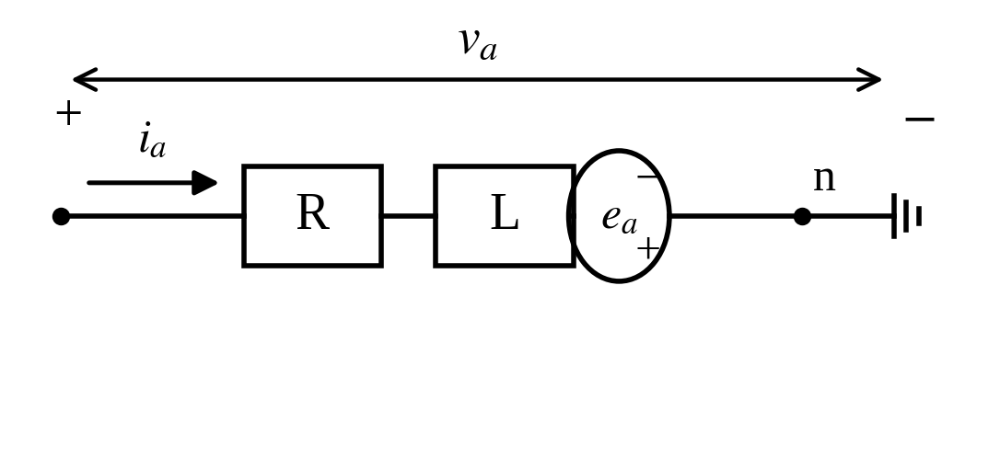 v_a
+ −
i_a
R L e_a − + n